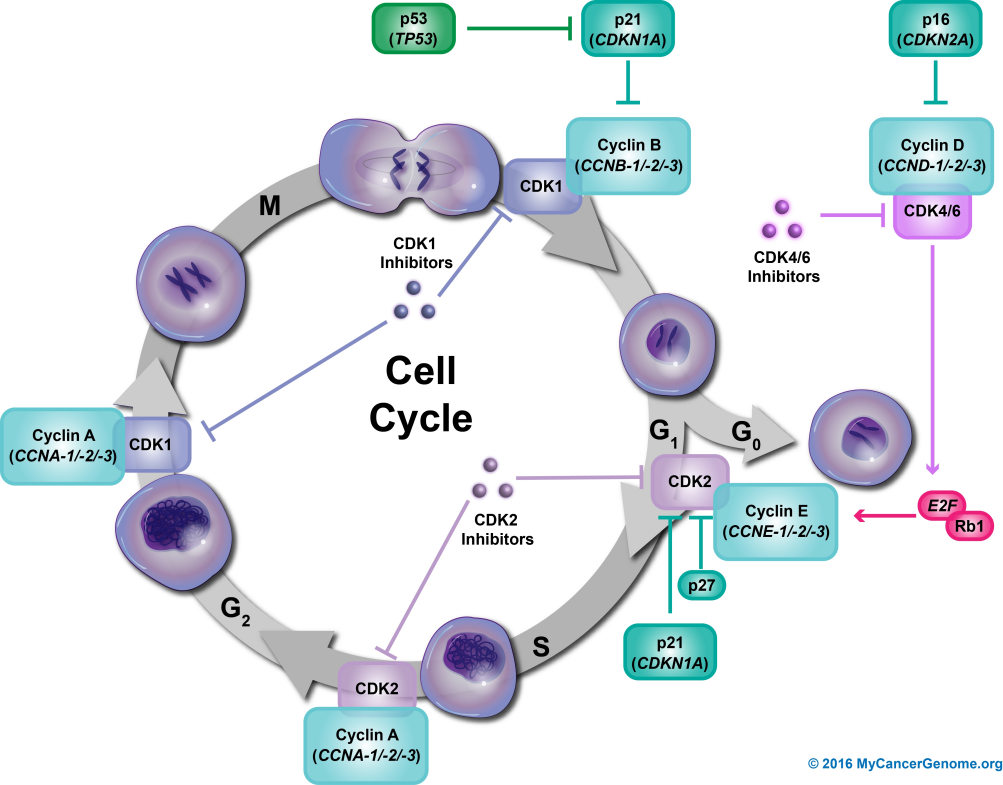 p53
(TP53)
p21
(CDKN1A)
p16
(CDKN2A)
Cyclin B
(CCNB-1/-2/-3)
CDK1
Cyclin D
(CCND-1/-2/-3)
CDK4/6
M
CDK1
Inhibitors
CDK4/6
Inhibitors
Cell
Cycle
G1
G0
Cyclin A
(CCNA-1/-2/-3)
CDK1
CDK2
Cyclin E
(CCNE-1/-2/-3)
E2F
Rb1
CDK2
Inhibitors
p27
G2
S
p21
(CDKN1A)
CDK2
Cyclin A
(CCNA-1/-2/-3)
© 2016 MyCancerGenome.org